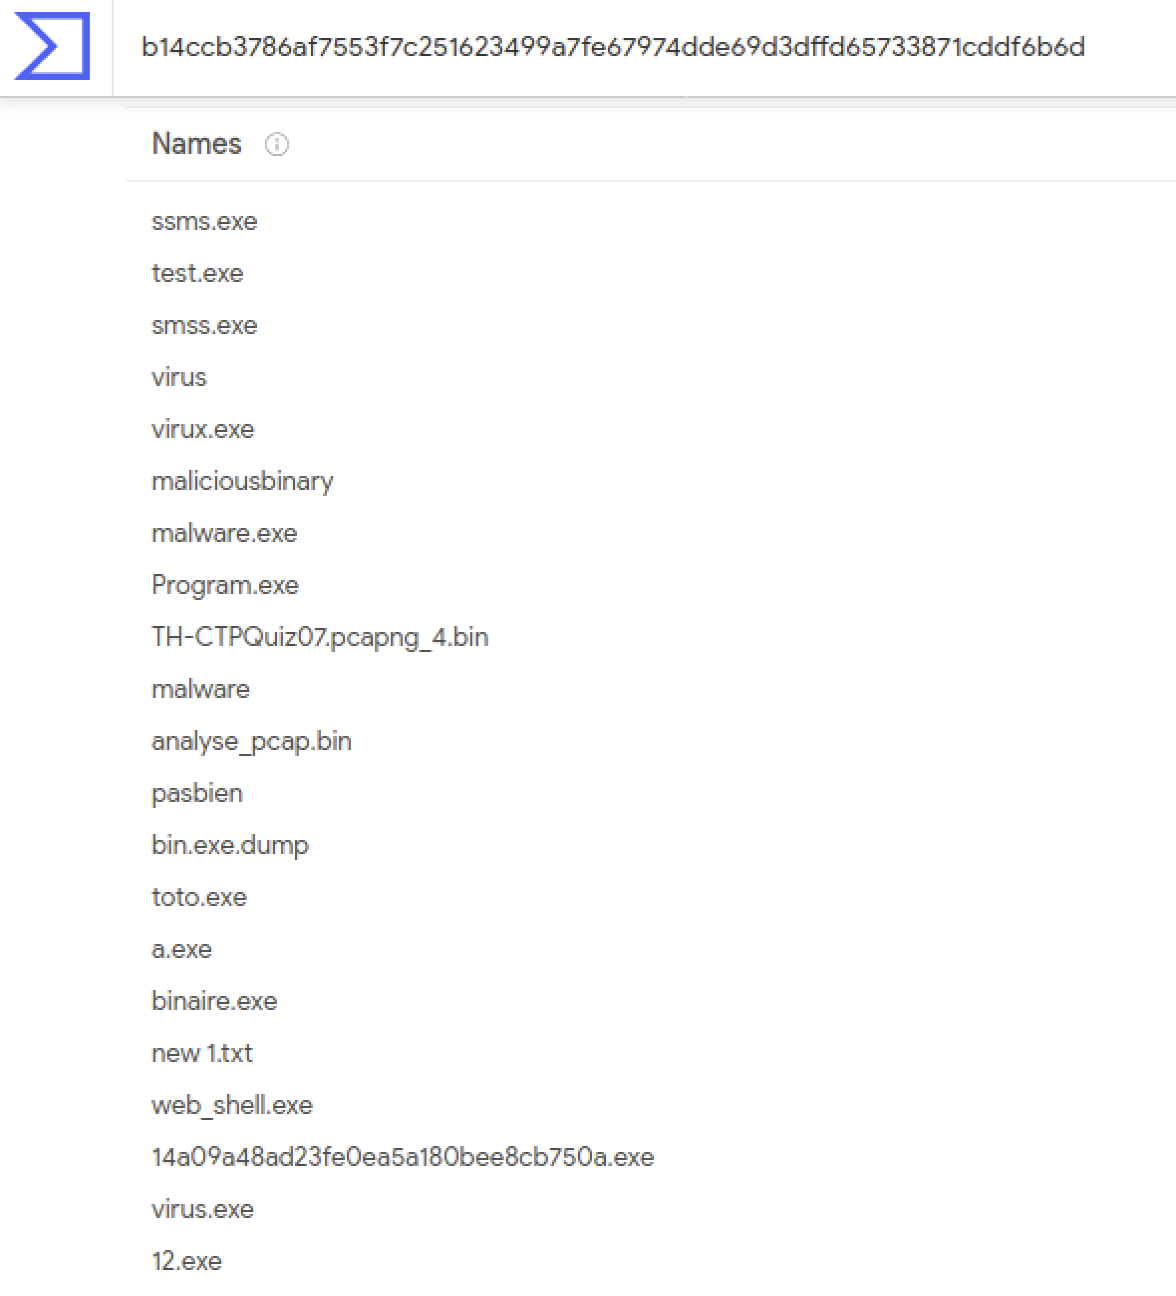 b14ccb3786af7553f7c251623499a7fe67974dde69d3dffd65733871cddf6b6d
Names
ssms.exe
test.exe
smss.exe
virus
virux.exe
maliciousbinary
malware.exe
Program.exe
TH-CTPQuiz07.pcapng_4.bin
malware
analyse_pcap.bin
pasbien
bin.exe.dump
toto.exe
a.exe
binaire.exe
new 1.txt
web_shell.exe
14a09a48ad23fe0ea5a180bee8cb750a.exe
virus.exe
12.exe